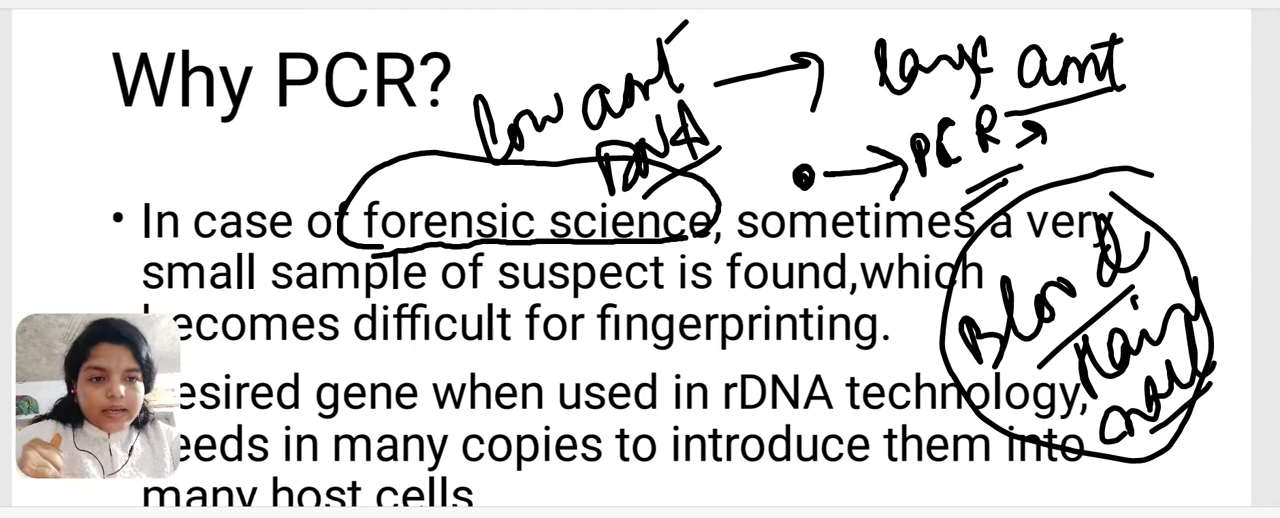 Why PCR?
low amt
DNA
large amt
PCR
• In case of forensic science, sometimes a very
small sample of suspect is found,which
ecomes difficult for fingerprinting.
Blood
Hair
nail
esired gene when used in rDNA technology,
eeds in many copies to introduce them into
many host cells